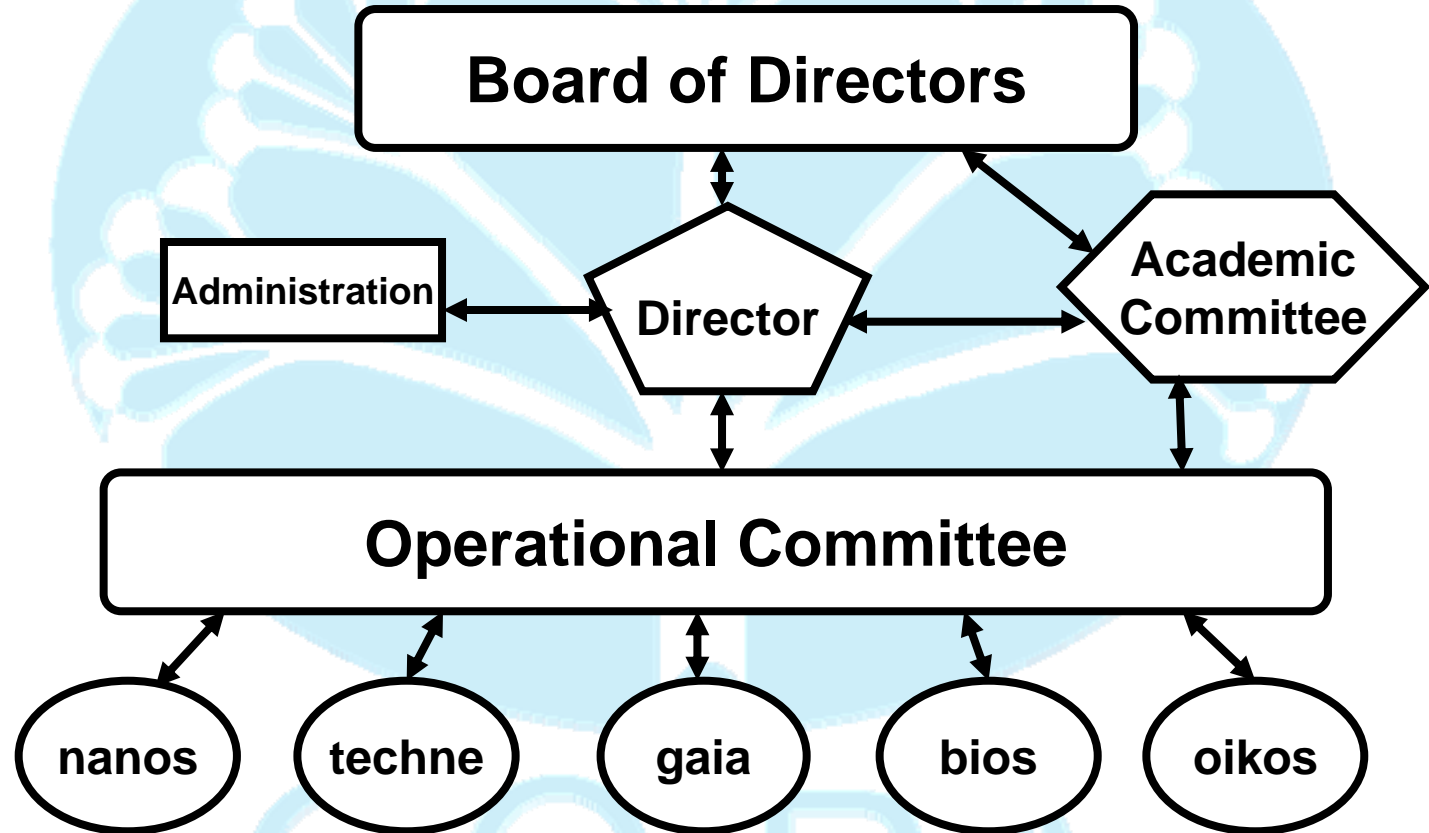 Board of Directors
Administration
Director
Academic
Committee
Operational Committee
nanos
techne
gaia
bios
oikos